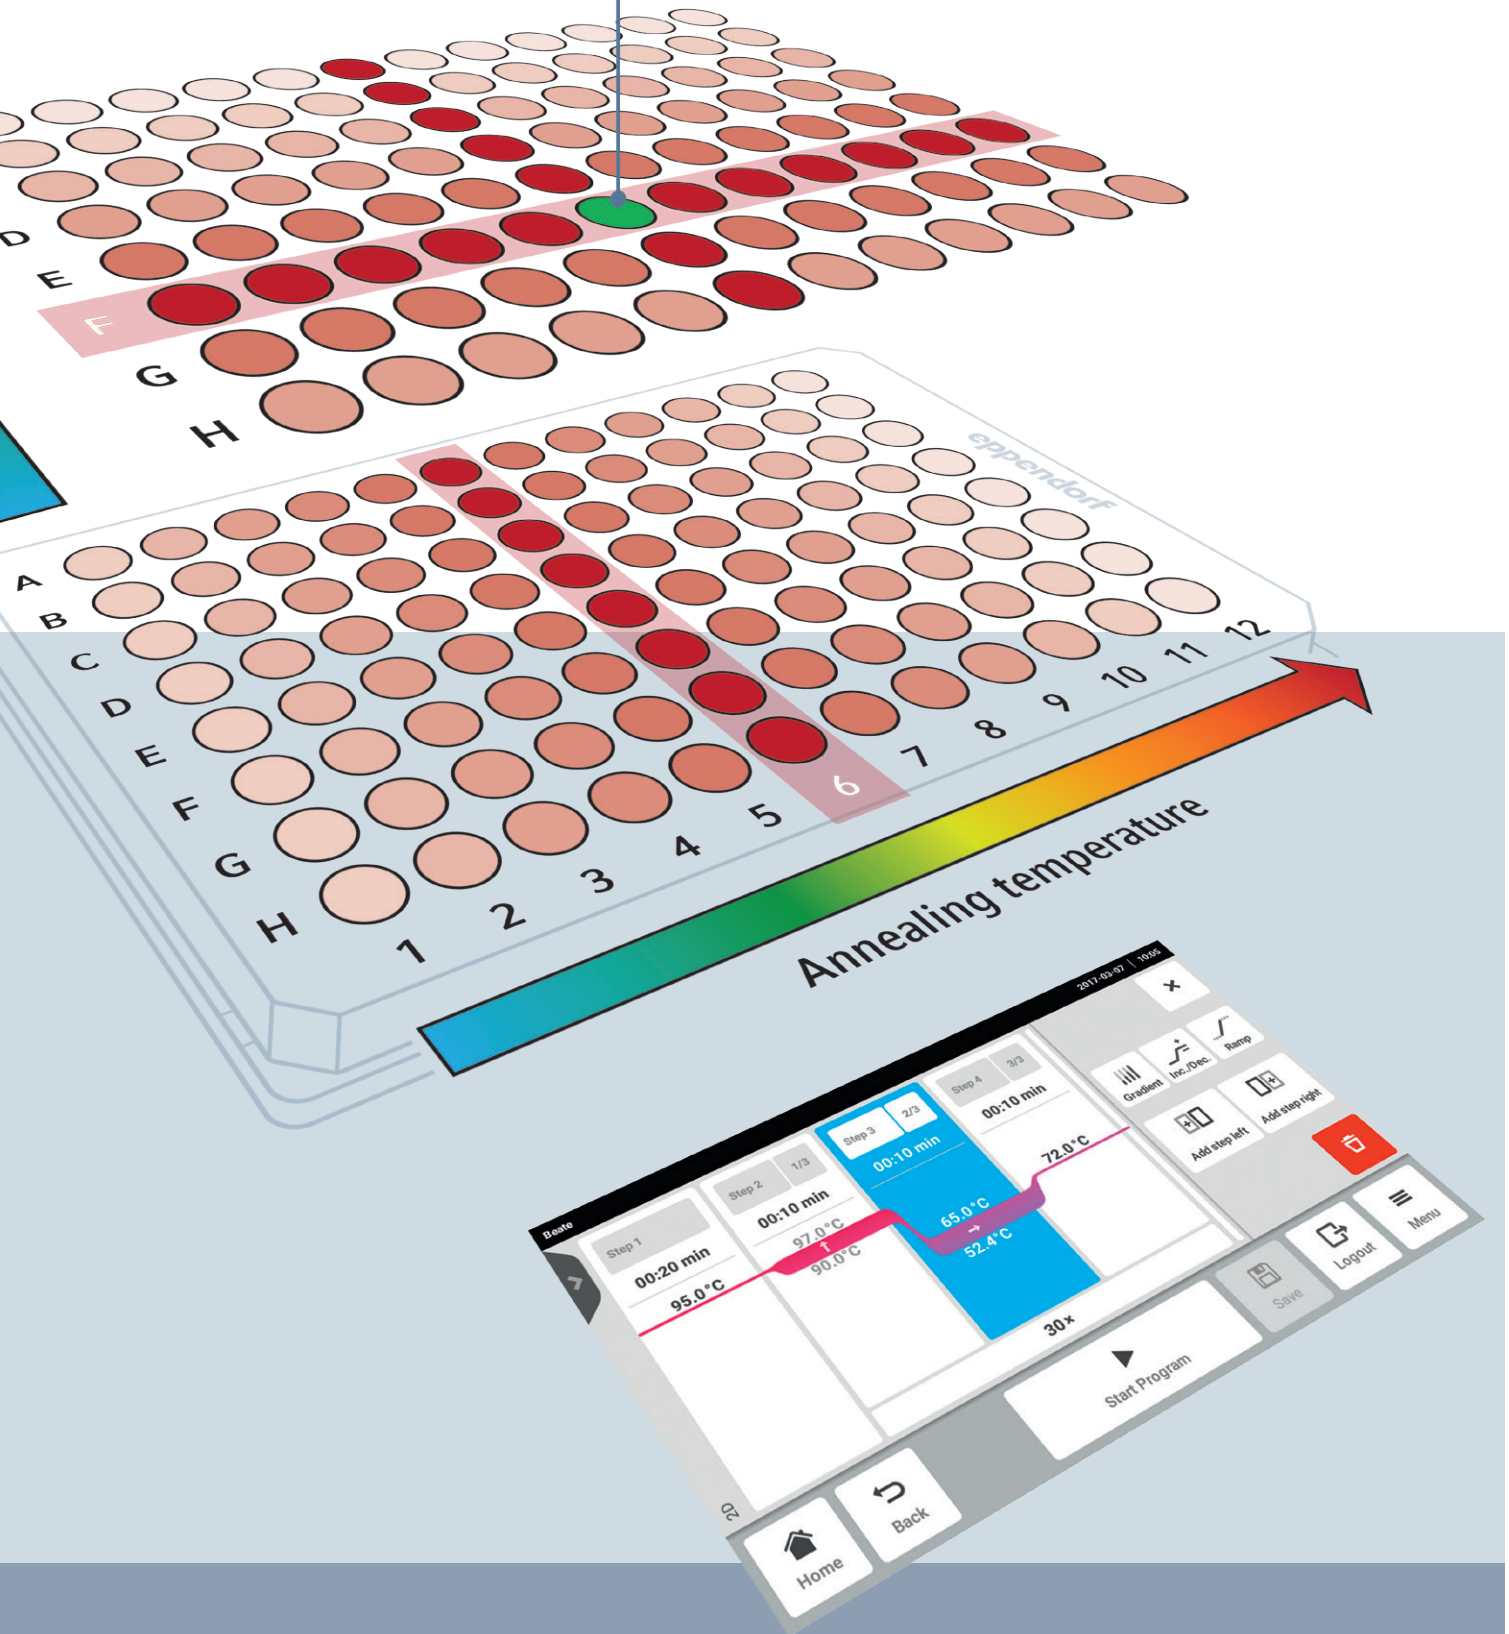 D
E
F
G
H
eppendorf
A
B
C
D
E
F
G
H
1
2
3
4
5
6
7
8
9
10
11
12
Annealing temperature
Beate
2017-03-07 | 10:05
Step 1
00:20 min
95.0°C
Step 2
1/3
00:10 min
97.0°C
90.0°C
Step 3
2/3
00:10 min
65.0°C
52.4°C
Step 4
3/3
00:10 min
72.0°C
30×
2D
Gradient
Inc./Dec.
Ramp
Add step left
Add step right
Home
Back
Start Program
Save
Logout
Menu